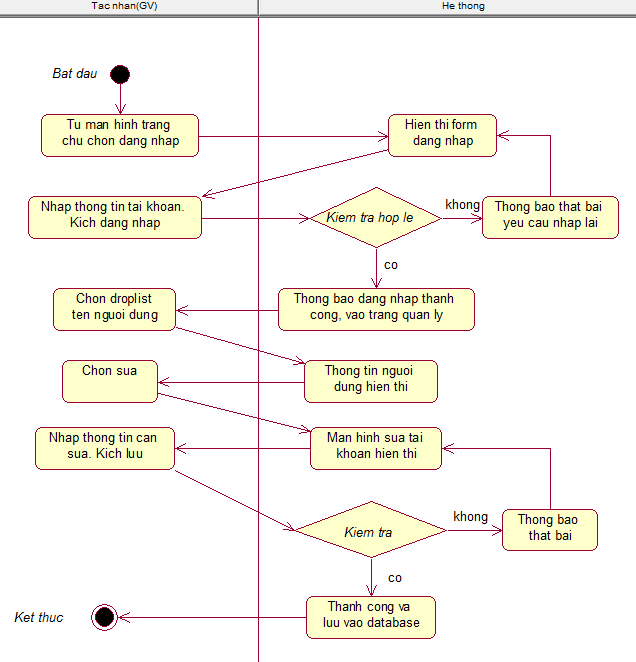 Tac nhan(GV)
He thong
Bat dau
Tu man hinh trang
chu chon dang nhap
Hien thi form
dang nhap
Nhap thong tin tai khoan.
Kich dang nhap
Kiem tra hop le
khong
Thong bao that bai
yeu cau nhap lai
co
Chon droplist
ten nguoi dung
Thong bao dang nhap thanh
cong, vao trang quan ly
Chon sua
Thong tin nguoi
dung hien thi
Nhap thong tin can
sua. Kich luu
Man hinh sua tai
khoan hien thi
Kiem tra
khong
Thong bao
that bai
co
Ket thuc
Thanh cong va
luu vao database